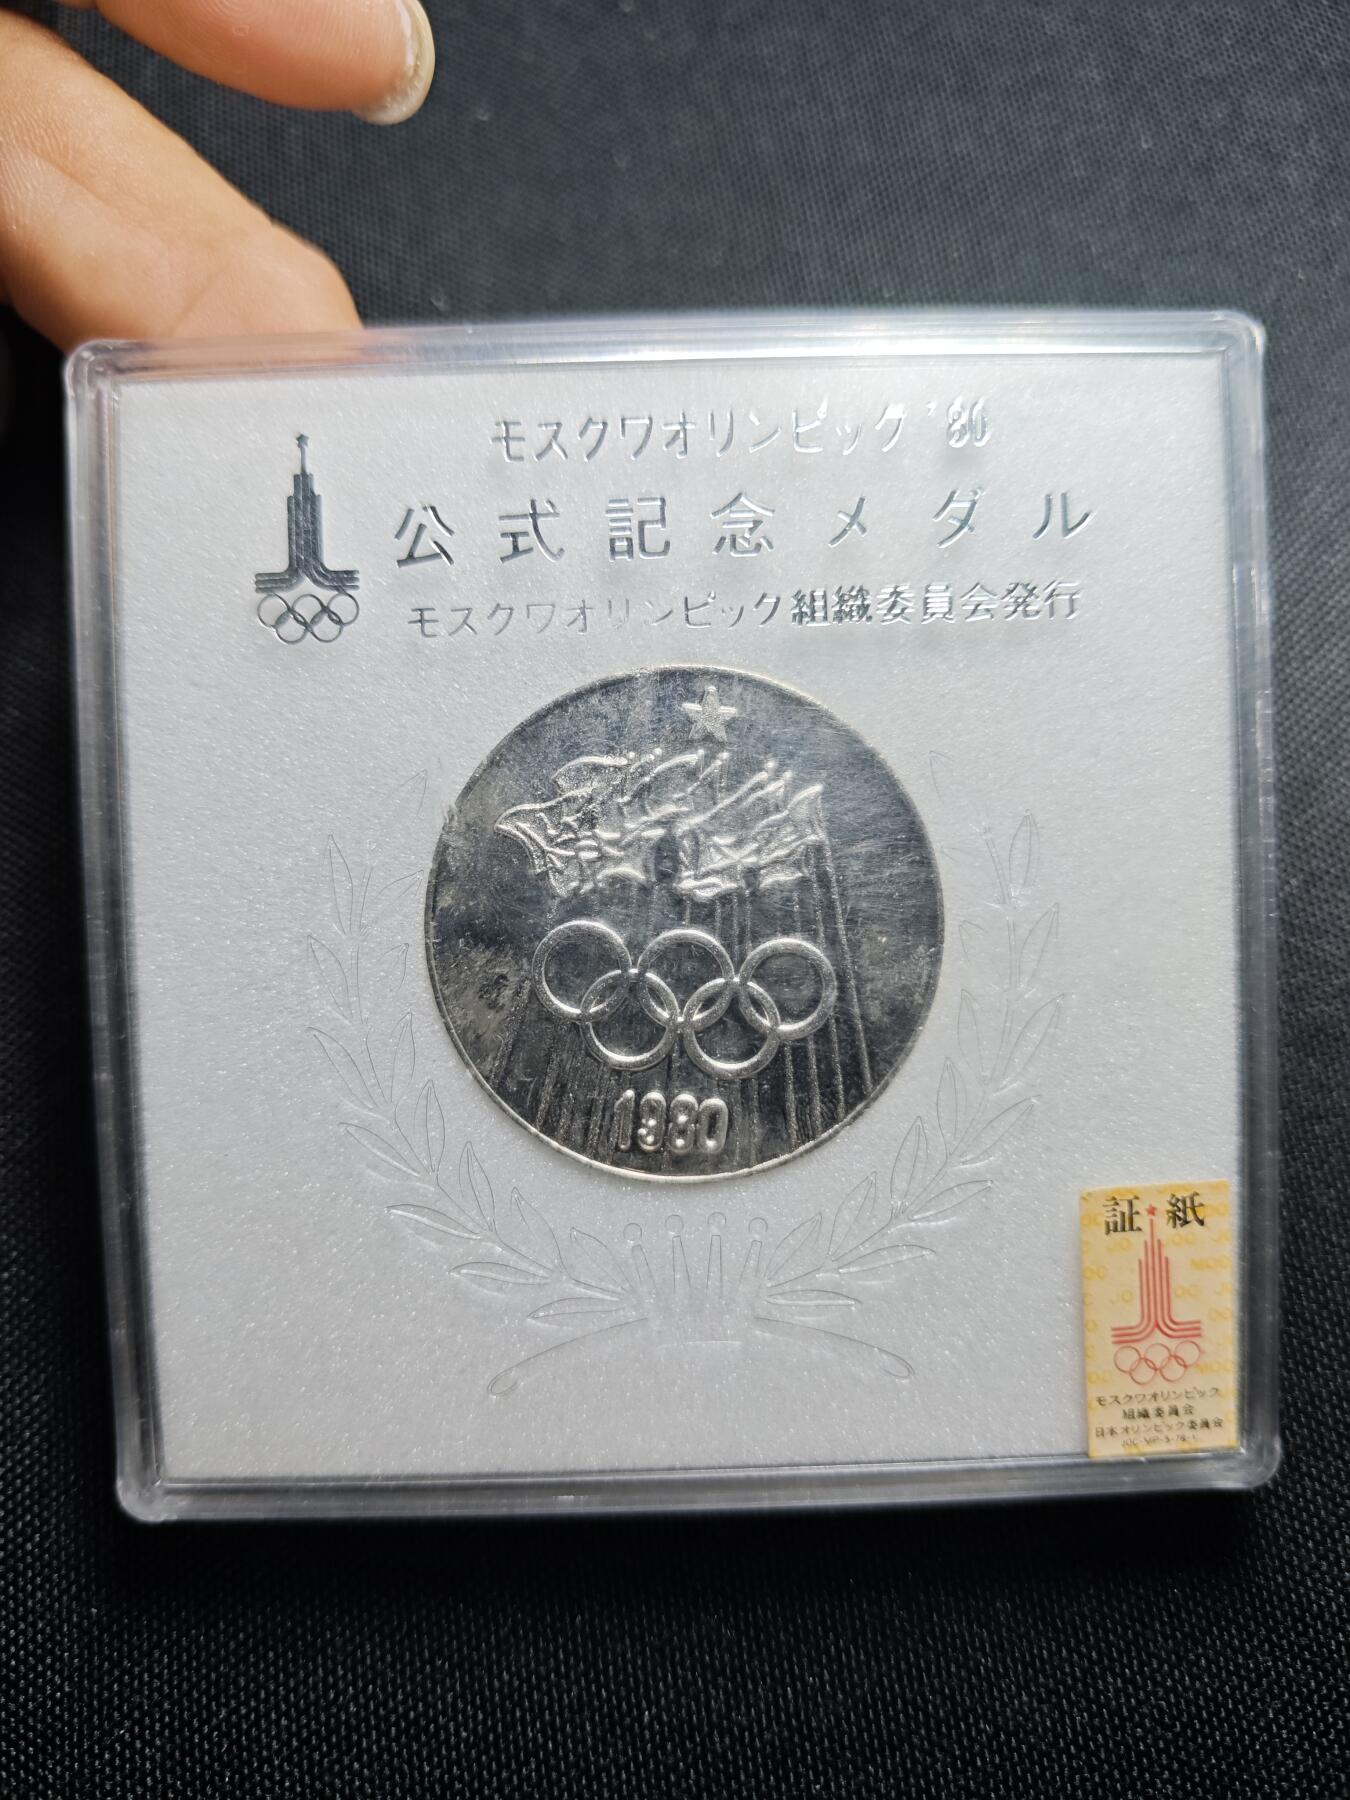 モスクワオリンピック '80
公式記念メダル
モスクワオリンピック組織委員会発行
1980
証紙
モスクワオリンピック
組織委員会
日本オリンピック委員会